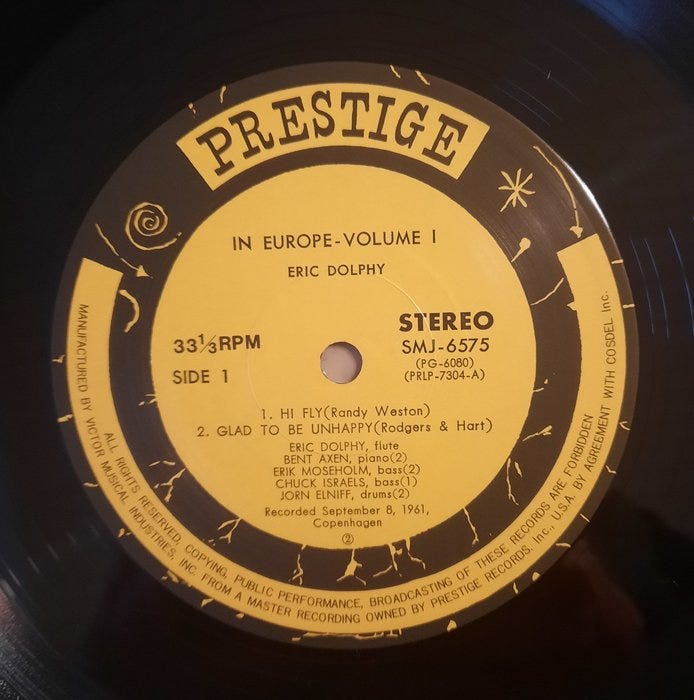 PRESTIGE
IN EUROPE-VOLUME 1
ERIC DOLPHY
33⅓RPM
SIDE 1
STEREO
SMJ-6575
(PG-6080)
(PRLP-7304-A)
1. HI FLY(Randy Weston)
2. GLAD TO BE UNHAPPY(Rodgers & Hart)
ERIC DOLPHY, flute
BENT AXEN, piano(2)
ERIK MOSEHOLM, bass(2)
CHUCK ISRAELS, bass(1)
JORN ELNIFF, drums(2)
Recorded September 8, 1961,
Copenhagen
②
ALL RIGHTS RESERVED, COPYING, PUBLIC PERFORMANCE, BROADCASTING OF THESE RECORDS ARE FORBIDDEN
MANUFACTURED BY VICTOR MUSICAL INDUSTRIES, INC. FROM A MASTER RECORDING OWNED BY PRESTIGE RECORDS. Inc., U.S.A. BY AGREEMENT WITH COSDEL Inc.